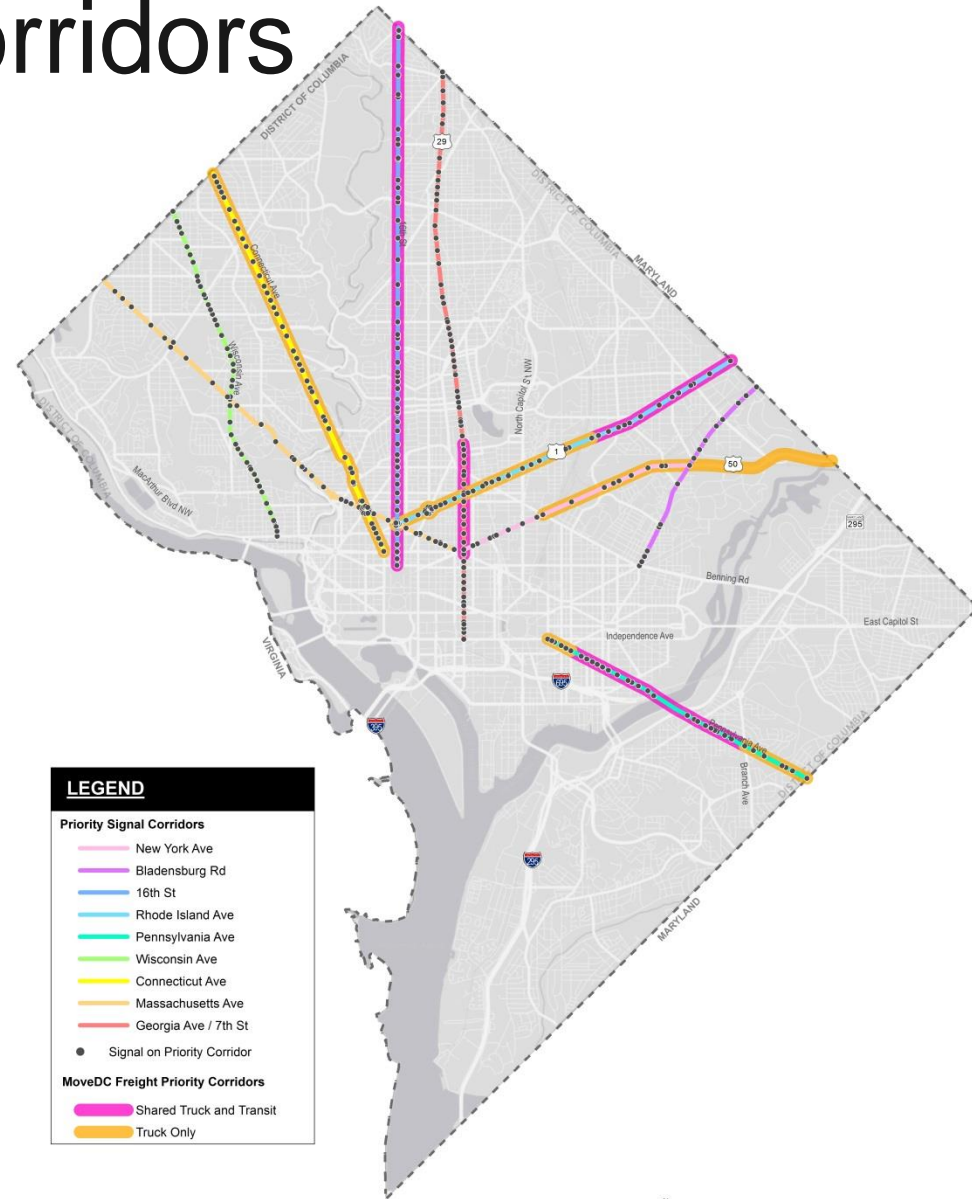 orridors
DISTRICT OF COLUMBIA
29
DISTRICT OF COLUMBIA
MARYLAND
16th St
Connecticut Ave
Wisconsin Ave
North Capitol St NW
DISTRICT OF COLUMBIA
MacArthur Blvd NW
1
50
295
Benning Rd
East Capitol St
Independence Ave
VIRGINIA
695
395
Pennsylvania Ave
DISTRICT OF COLUMBIA
Branch Ave
295
MARYLAND
LEGEND
Priority Signal Corridors
New York Ave
Bladensburg Rd
16th St
Rhode Island Ave
Pennsylvania Ave
Wisconsin Ave
Connecticut Ave
Massachusetts Ave
Georgia Ave / 7th St
Signal on Priority Corridor
MoveDC Freight Priority Corridors
Shared Truck and Transit
Truck Only